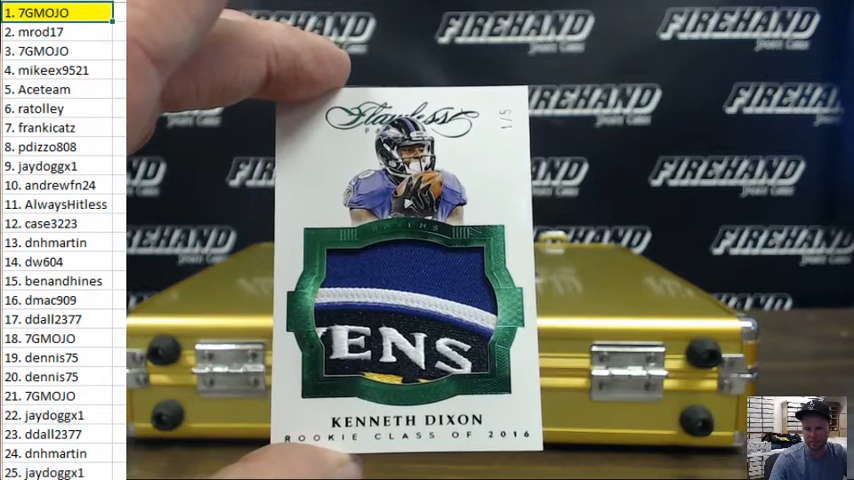 1. 7GMOJO
2. mrod17
3. 7GMOJO
4. mikeex9521
5. Aceteam
6. ratolley
7. frankicatz
8. pdizzo808
9. jaydoggx1
10. andrewfn24
11. AlwaysHitless
12. case3223
13. dnhmartin
14. dw604
15. benandhines
16. dmac909
17. ddall2377
18. 7GMOJO
19. dennis75
20. dennis75
21. 7GMOJO
22. jaydoggx1
23. ddall2377
24. dnhmartin
25. jaydoggx1
FIREHAND
FIREHAND
FIREHAND
FIREHAND
FIREHAND
FIREHAND
Flawless
1/5
RAVENS
ENS
KENNETH DIXON
ROOKIE CLASS OF 2016